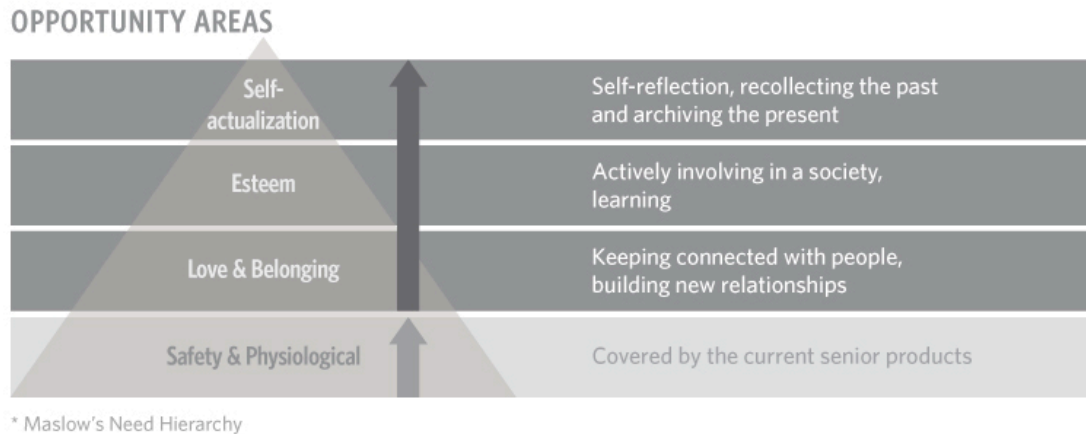 OPPORTUNITY AREAS
Self-
actualization
Self-reflection, recollecting the past
and archiving the present
Esteem
Actively involving in a society,
learning
Love & Belonging
Keeping connected with people,
building new relationships
Safety & Physiological
Covered by the current senior products
* Maslow's Need Hierarchy